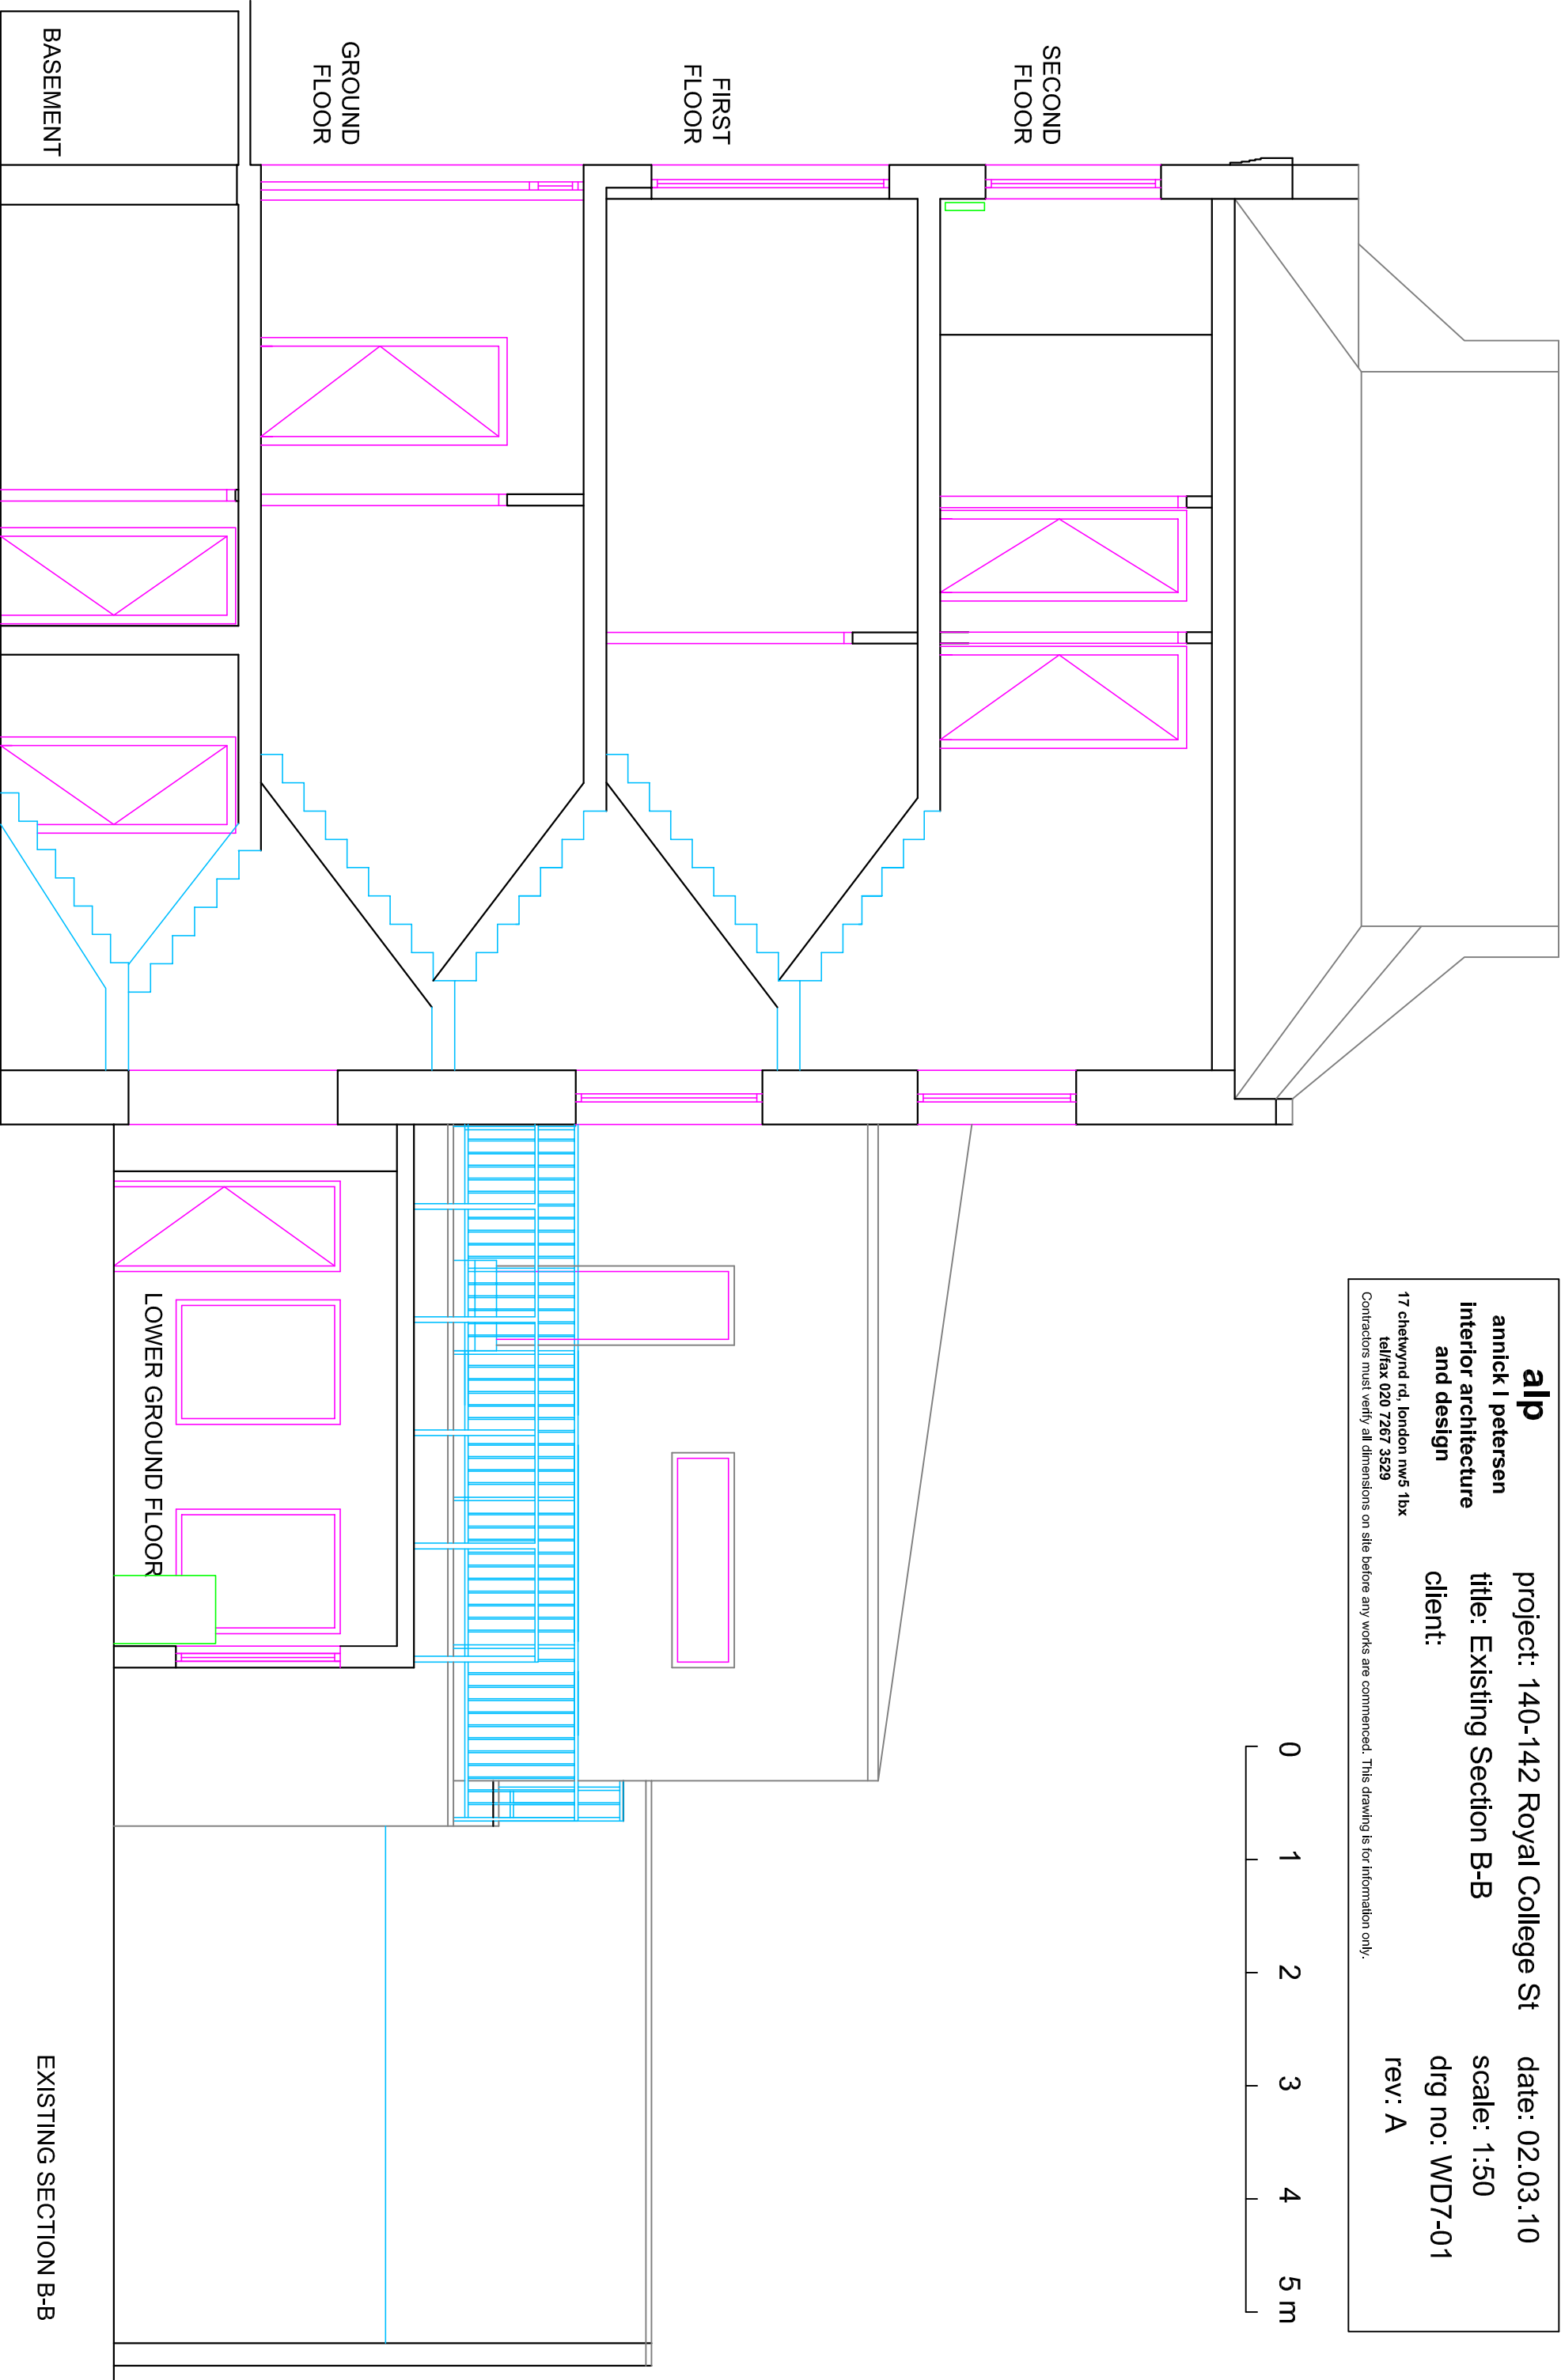 alp
annick l petersen
interior architecture
and design
17 chetwynd rd, london nw5 1bx
tel/fax 020 7267 3529
Contractors must verify all dimensions on site before any works are commenced. This drawing is for information only.
project: 140-142 Royal College St
title: Existing Section B-B
client:
date: 02.03.10
scale: 1:50
drg no: WD7-01
rev: A
0 1 2 3 4 5 m
SECOND
FLOOR
FIRST
FLOOR
GROUND
FLOOR
LOWER GROUND FLOOR
BASEMENT
EXISTING SECTION B-B